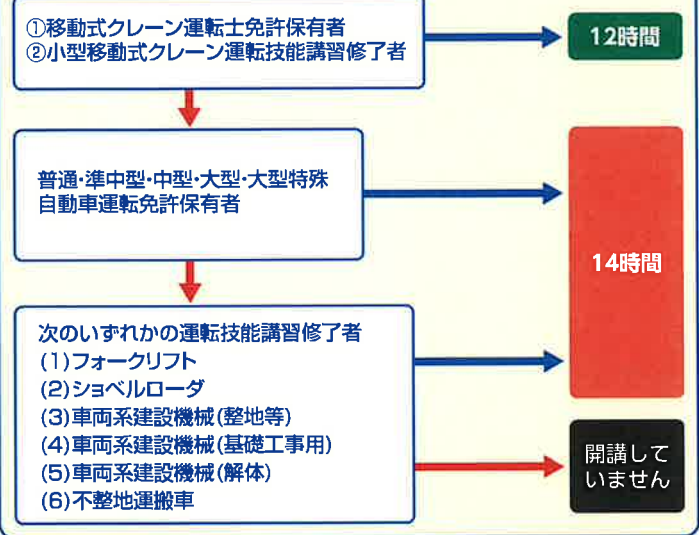 ①移動式クレーン運転士免許保有者
②小型移動式クレーン運転技能講習修了者
12時間
普通・準中型・中型・大型・大型特殊
自動車運転免許保有者
14時間
次のいずれかの運転技能講習修了者
(1)フォークリフト
(2)ショベルローダ
(3)車両系建設機械(整地等)
(4)車両系建設機械(基礎工事用)
(5)車両系建設機械(解体)
(6)不整地運搬車
開講して
いません